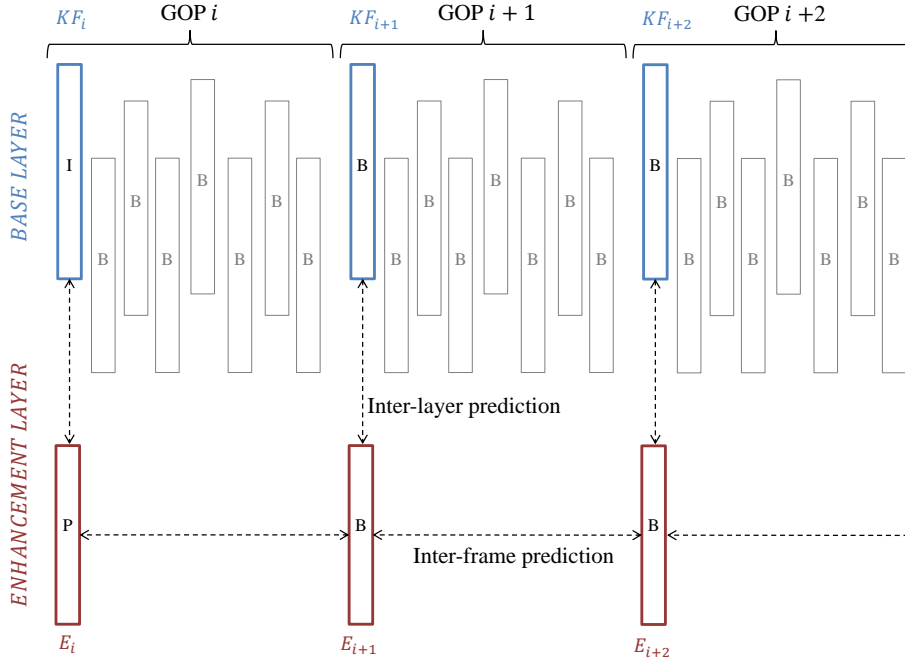 KF_i GOP i KF_{i+1} GOP i + 1 KF_{i+2} GOP i +2
BASE LAYER
I B B B B B B B
B B B B B B B B
B B B B B B B B
Inter-layer prediction
ENHANCEMENT LAYER
P B B
Inter-frame prediction
E_i E_{i+1} E_{i+2}